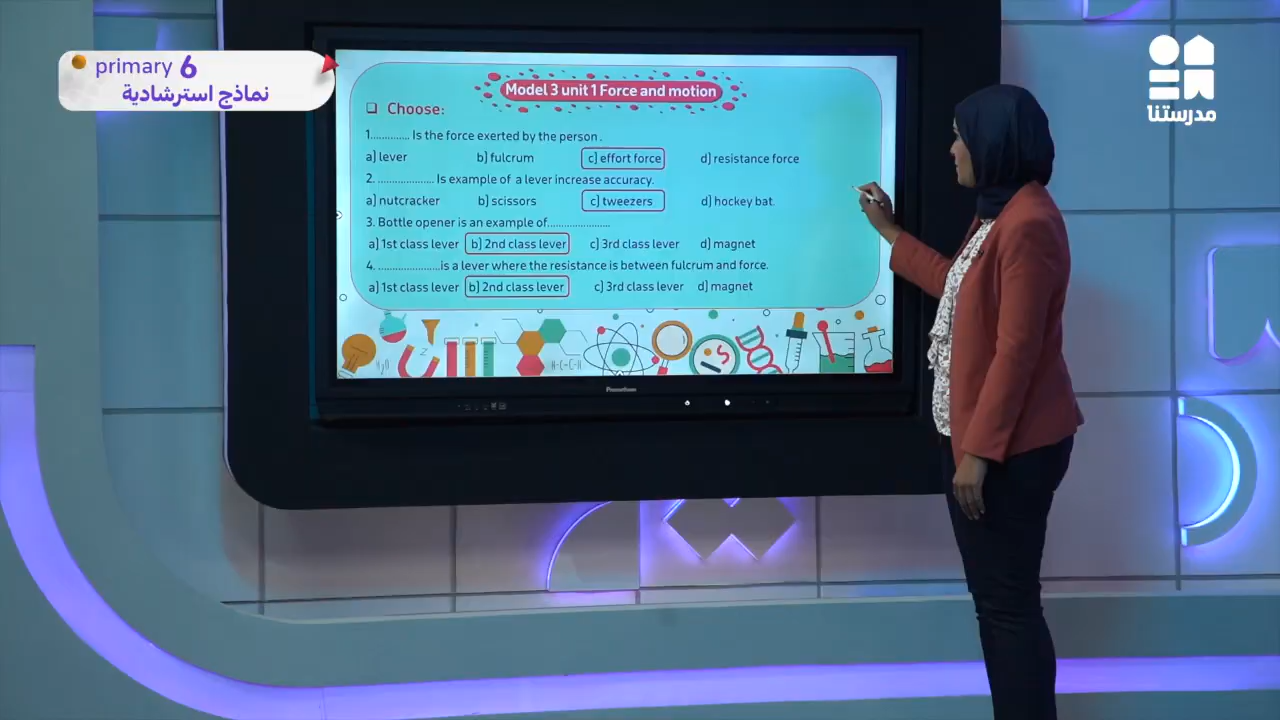 primary 6
نماذج استرشادية
مدرستنا
Model 3 unit 1 Force and motion
Choose:
1............. Is the force exerted by the person .
a] lever b] fulcrum c] effort force d] resistance force
2. .................. Is example of a lever increase accuracy.
a] nutcracker b] scissors c] tweezers d] hockey bat.
3. Bottle opener is an example of.....................
a] 1st class lever b] 2nd class lever c] 3rd class lever d] magnet
4. .....................is a lever where the resistance is between fulcrum and force.
a] 1st class lever b] 2nd class lever c] 3rd class lever d] magnet
H-C-C-H
Promethean